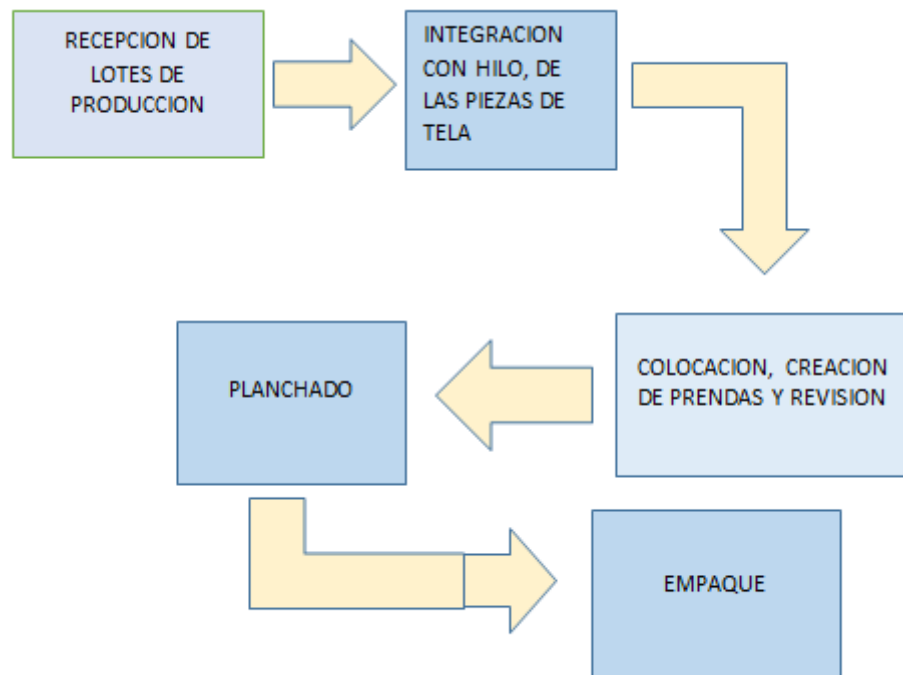 RECEPCION DE
LOTES DE
PRODUCCION
INTEGRACION
CON HILO, DE
LAS PIEZAS DE
TELA
COLOCACION, CREACION
DE PRENDAS Y REVISION
PLANCHADO
EMPAQUE